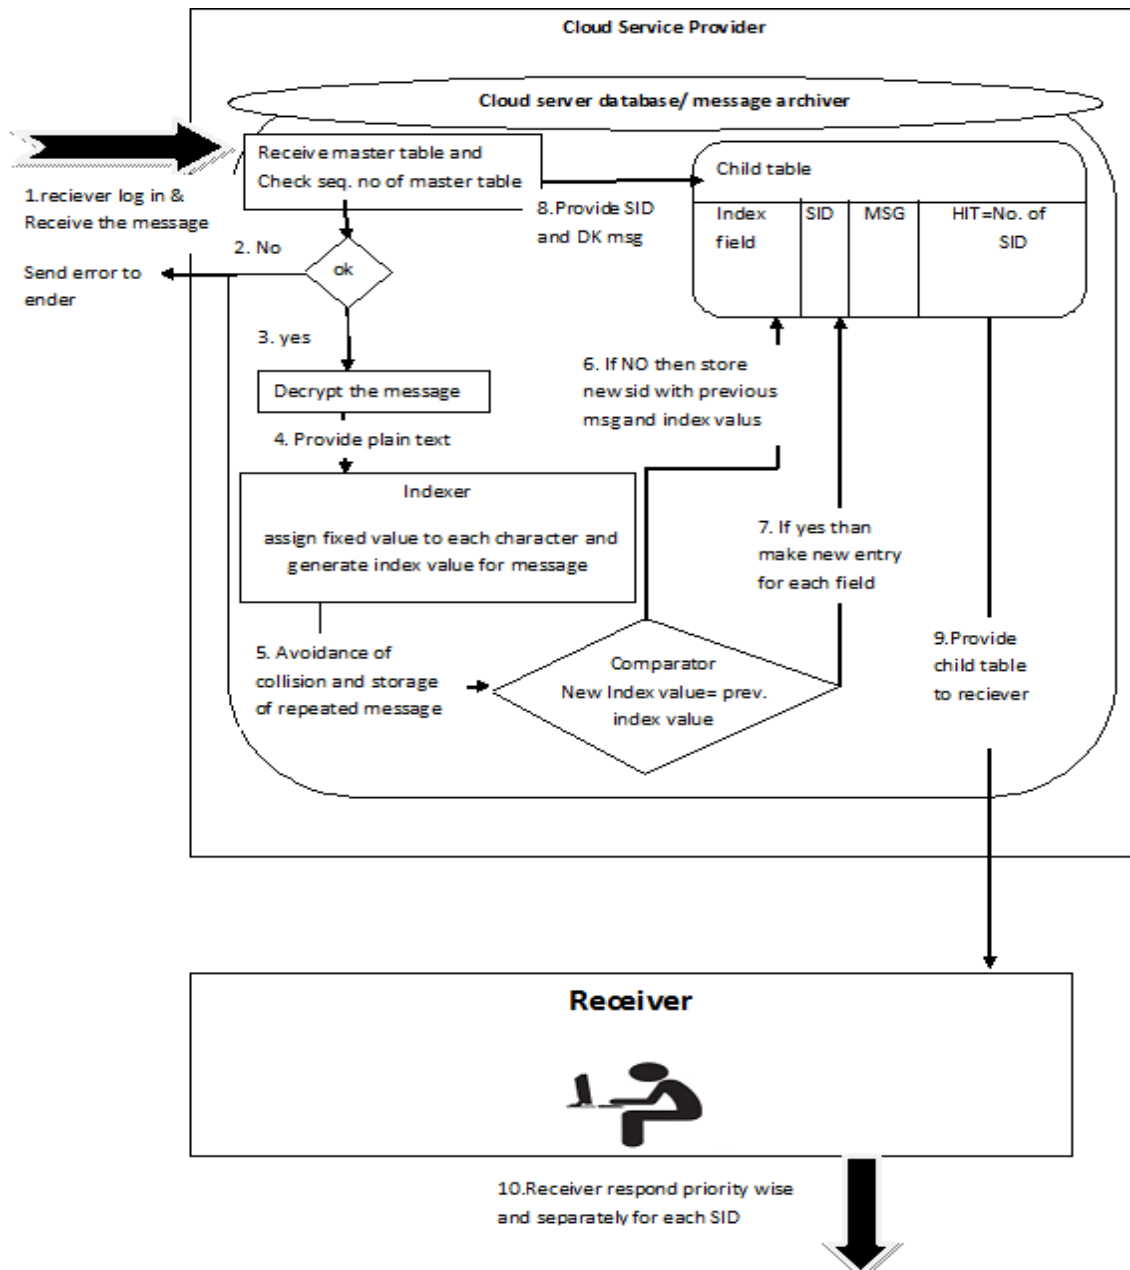 Cloud Service Provider
Cloud server database/ message archiver
Receive master table and
Check seq. no of master table
1.reciever log in &
Receive the message
8.Provide SID
and DK msg
Child table
Index
field
SID
MSG
HIT=No. of
SID
2. No
ok
Send error to
ender
3. yes
Decrypt the message
4. Provide plain text
Indexer
assign fixed value to each character and
generate index value for message
5. Avoidance of
collision and storage
of repeated message
Comparator
New Index value= prev.
index value
6. If NO then store
new sid with previous
msg and index valus
7. If yes than
make new entry
for each field
9.Provide
child table
to reciever
Receiver
10.Receiver respond priority wise
and separately for each SID